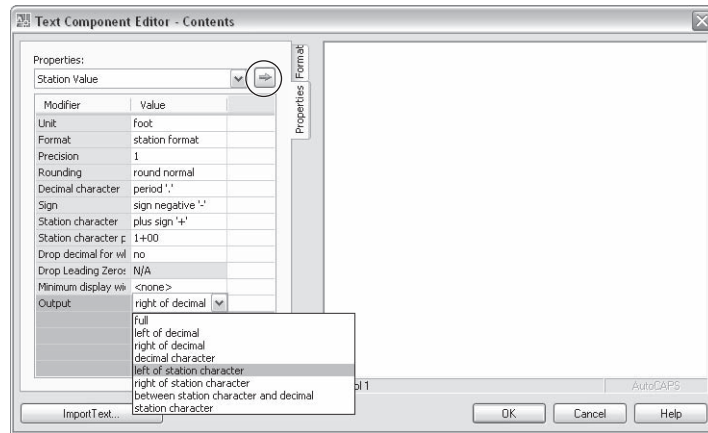 Text Component Editor - Contents
Properties:
Station Value
Format
Properties
Modifier Value
Unit foot
Format station format
Precision 1
Rounding round normal
Decimal character period '.'
Sign sign negative '-'
Station character plus sign '+'
Station character p 1+00
Drop decimal for wl no
Drop Leading Zeros N/A
Minimum display wi <none>
Output right of decimal
full
left of decimal
right of decimal
decimal character
left of station character
right of station character
between station character and decimal
station character
ol 1
AutoCAPS
ImportText...
OK Cancel Help